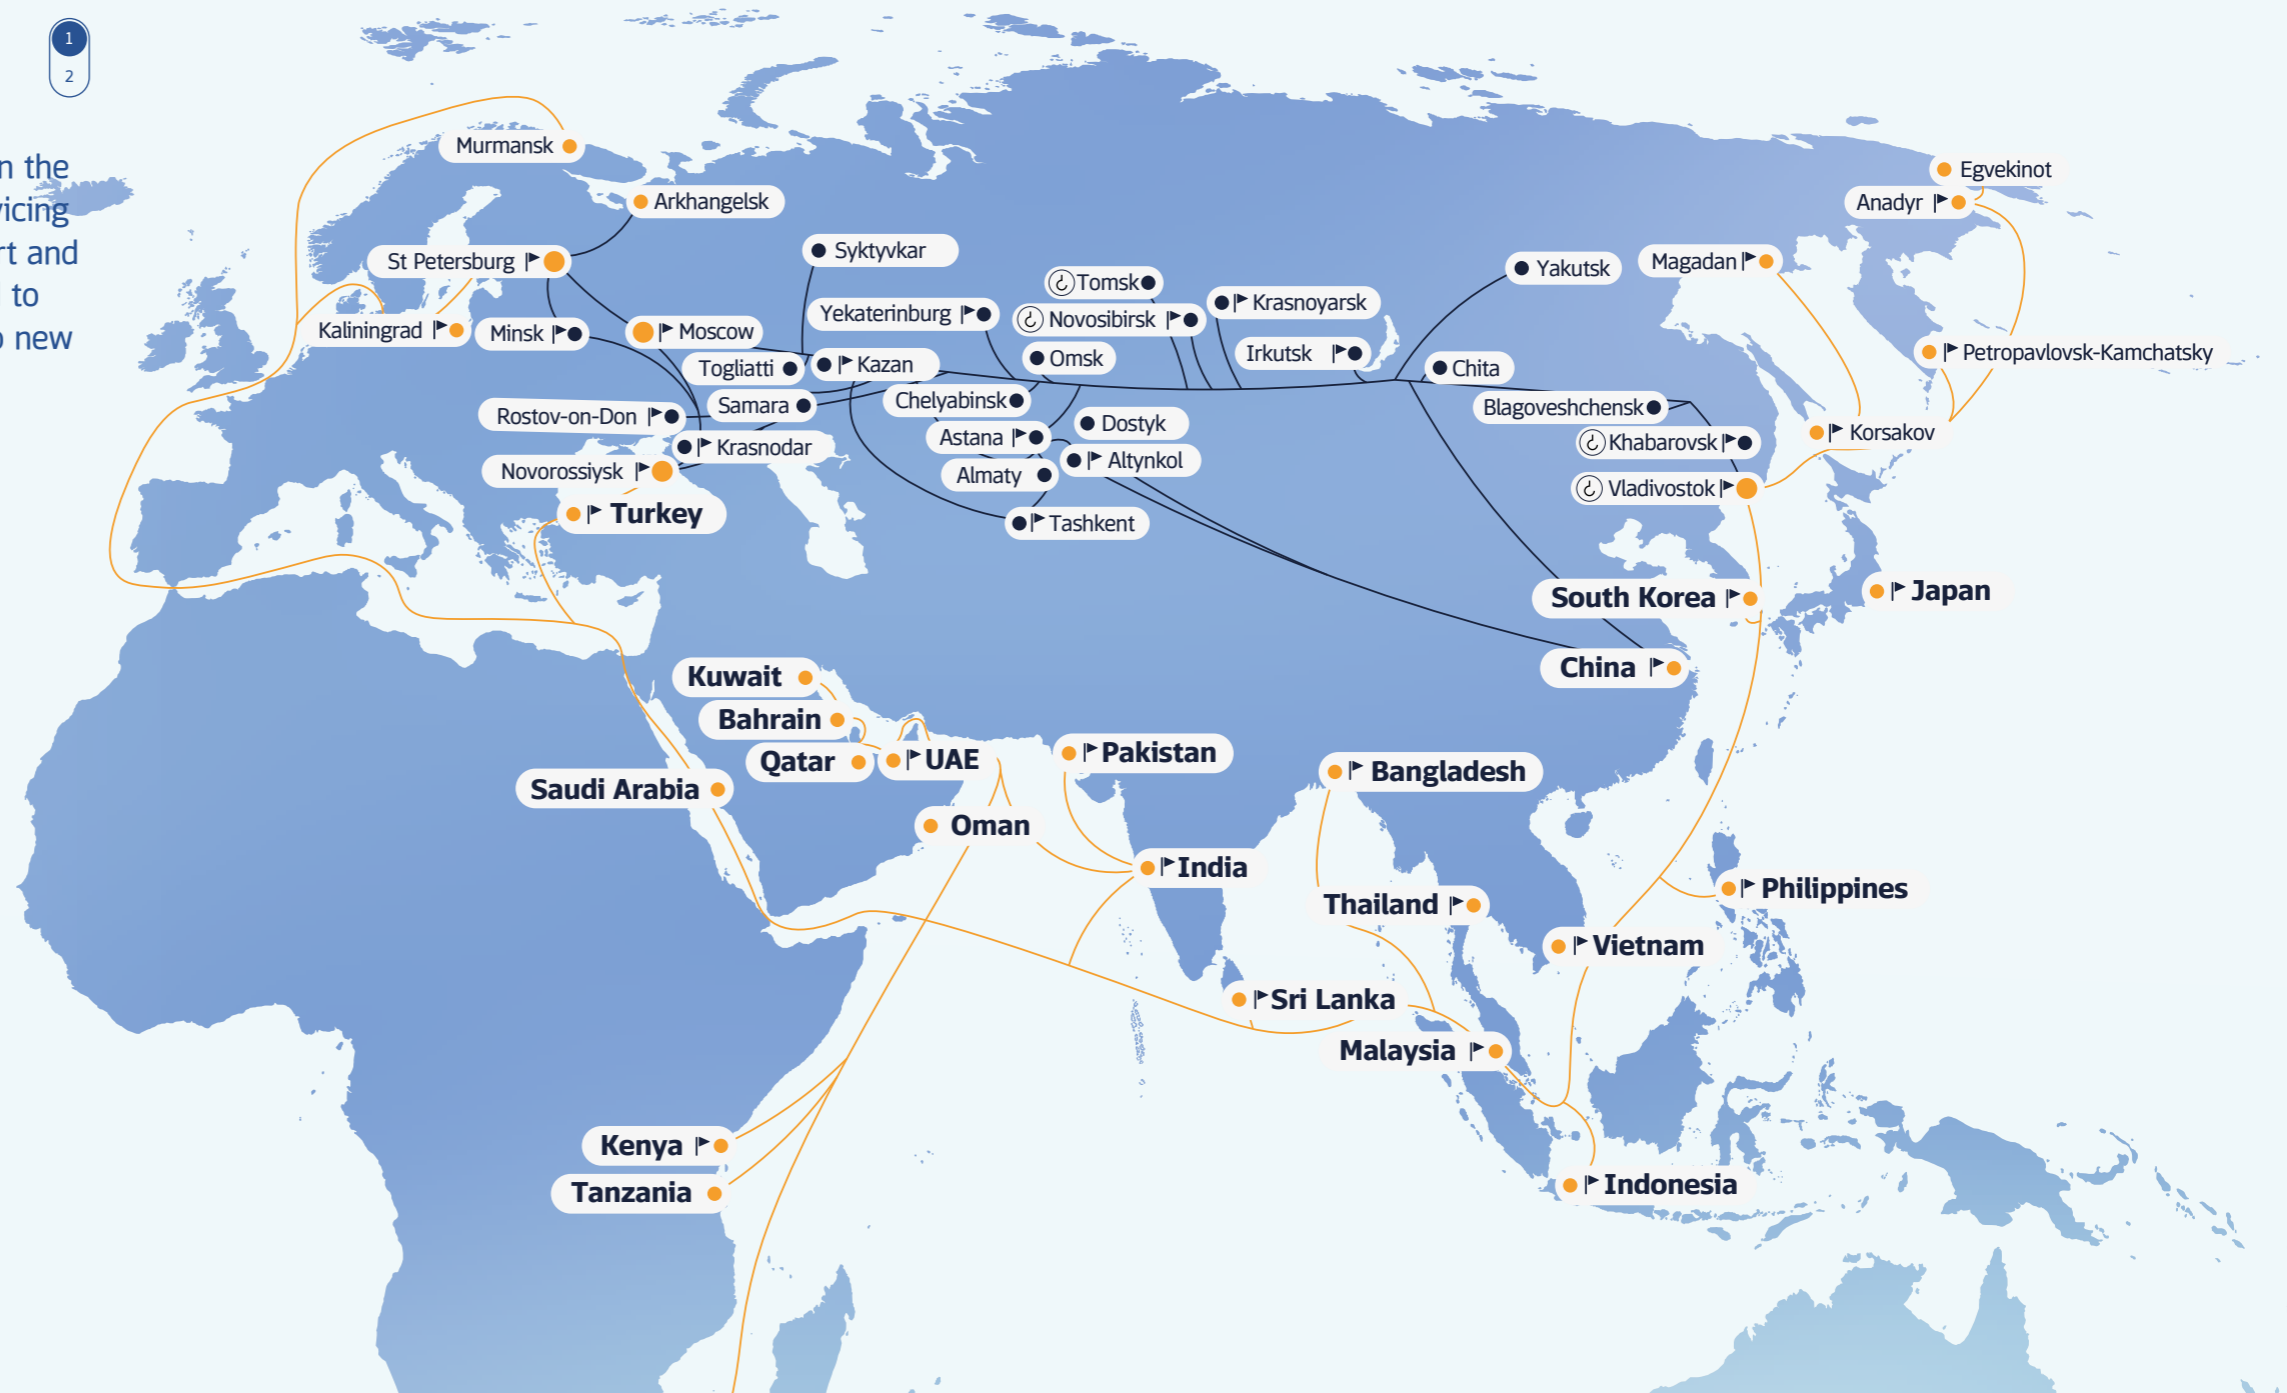 1
2
n the
vicing
rt and
to
o new
Murmansk
Arkhangelsk
St Petersburg
Kaliningrad
Minsk
Moscow
Syktyvkar
Yekaterinburg
Togliatti
Kazan
Samara
Rostov-on-Don
Krasnodar
Novorossiysk
Turkey
Tomsk
Novosibirsk
Omsk
Chelyabinsk
Astana
Almaty
Dostyk
Altynkol
Tashkent
Krasnoyarsk
Irkutsk
Yakutsk
Chita
Blagoveshchensk
Khabarovsk
Vladivostok
Magadan
Egvekinot
Anadyr
Petropavlovsk-Kamchatsky
Korsakov
South Korea
Japan
China
Kuwait
Bahrain
Qatar
UAE
Saudi Arabia
Oman
Pakistan
India
Bangladesh
Thailand
Vietnam
Philippines
Sri Lanka
Malaysia
Indonesia
Kenya
Tanzania